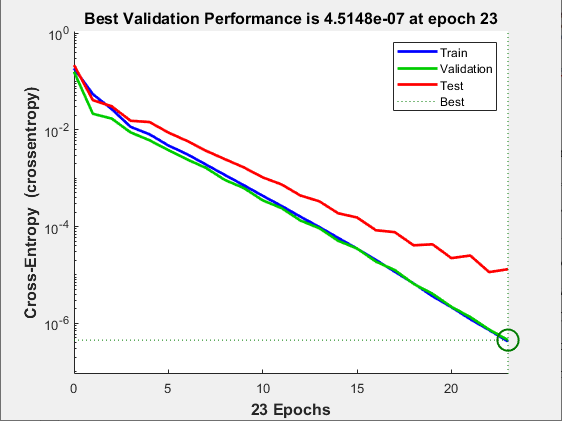 Best Validation Performance is 4.5148e-07 at epoch 23
10^0
10^-2
10^-4
10^-6
Cross-Entropy (crossentropy)
Train
Validation
Test
Best
0 5 10 15 20
23 Epochs